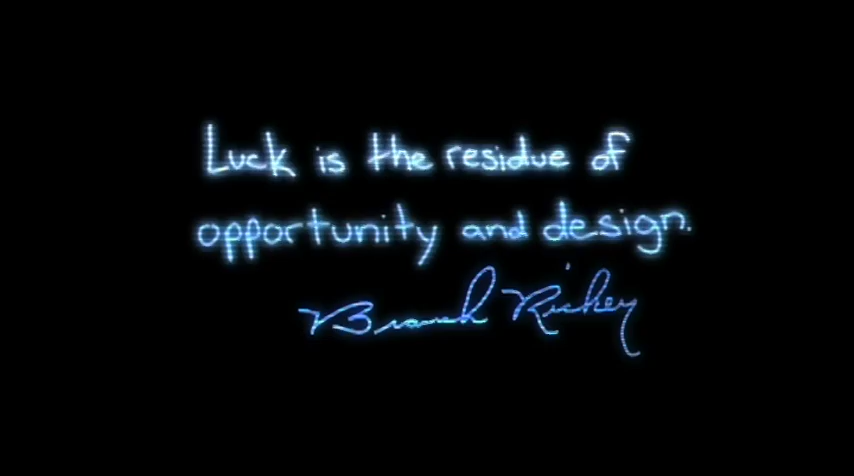 Luck is the residue of
opportunity and design.
Branch Rickey